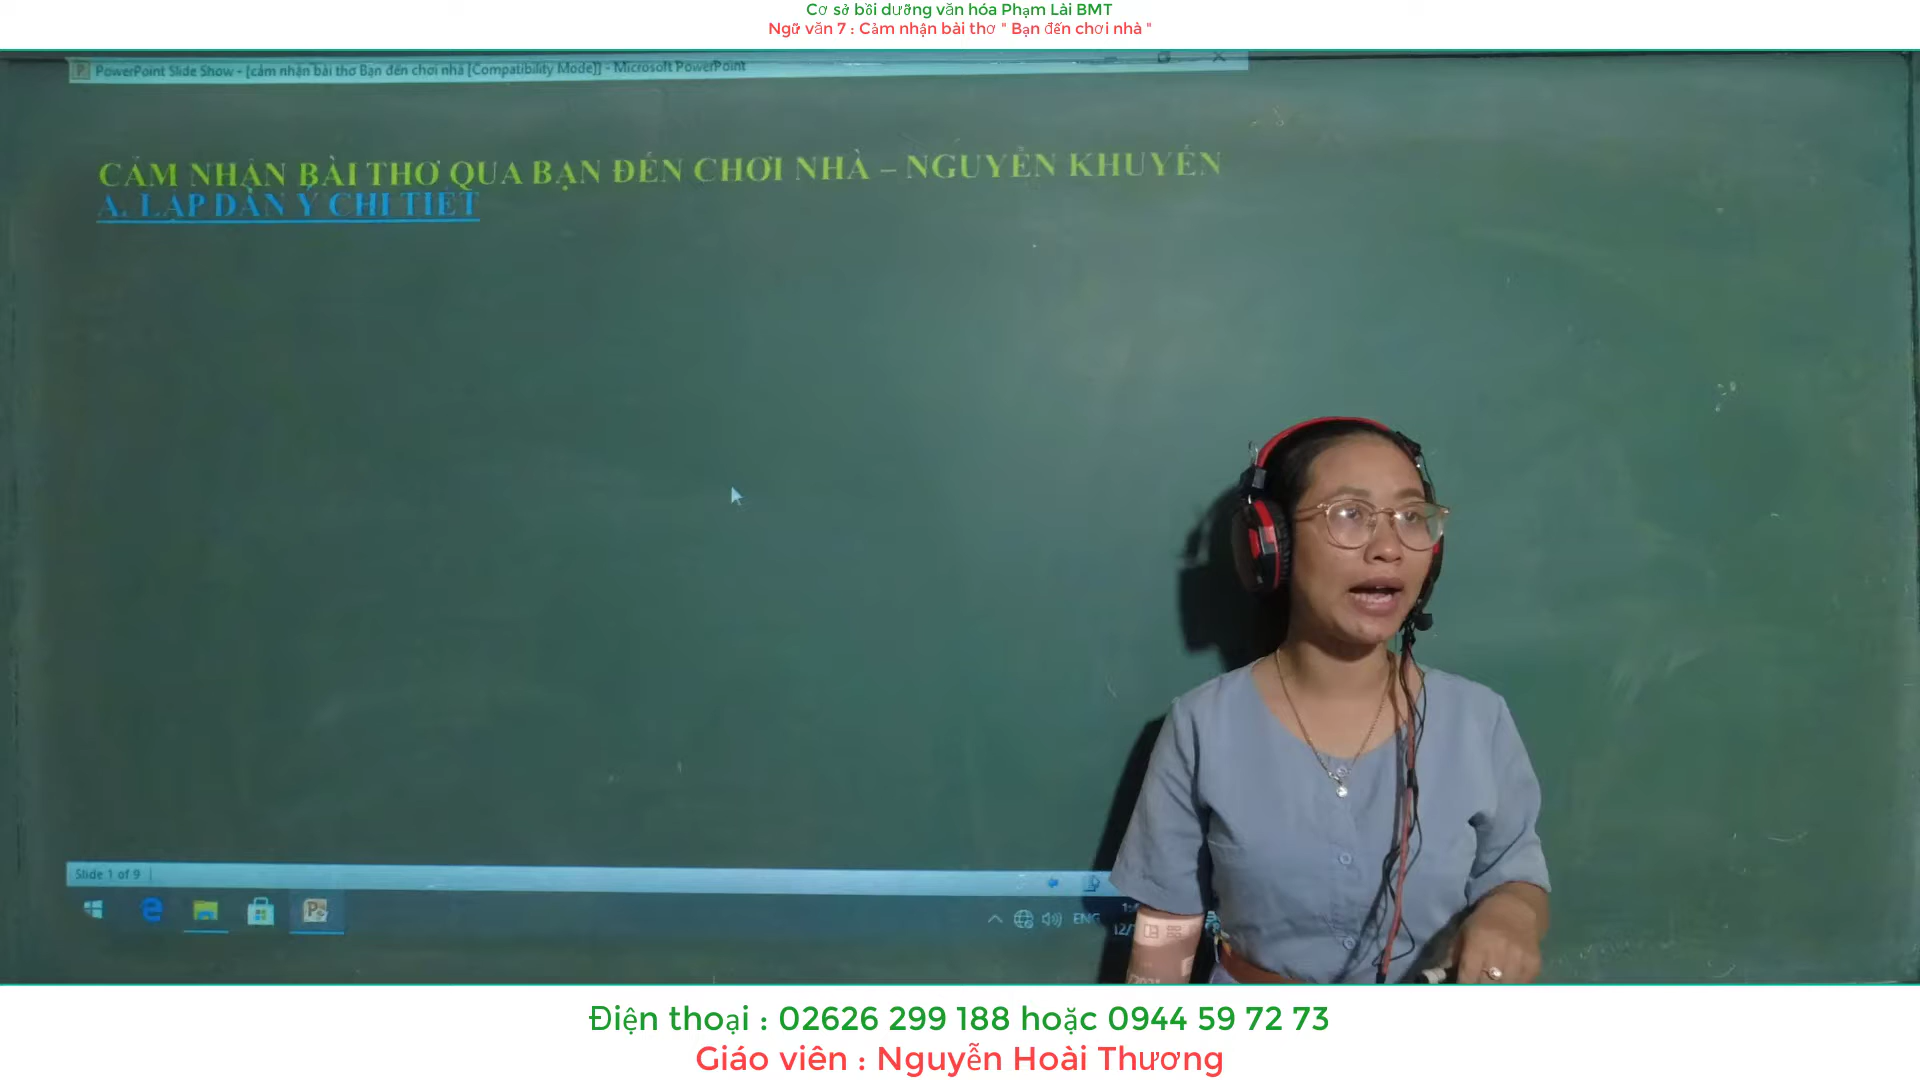 Cơ sở bồi dưỡng văn hóa Phạm Lài BMT
Ngữ văn 7 : Cảm nhận bài thơ " Bạn đến chơi nhà "
PowerPoint Slide Show - [cảm nhận bài thơ Bạn đến chơi nhà [Compatibility Mode]] - Microsoft PowerPoint
CẢM NHẬN BÀI THƠ QUA BẠN ĐẾN CHƠI NHÀ – NGUYỄN KHUYẾN
A. LẬP DÀN Ý CHI TIẾT
Slide 1 of 9
ENG
Điện thoại : 02626 299 188 hoặc 0944 59 72 73
Giáo viên : Nguyễn Hoài Thương